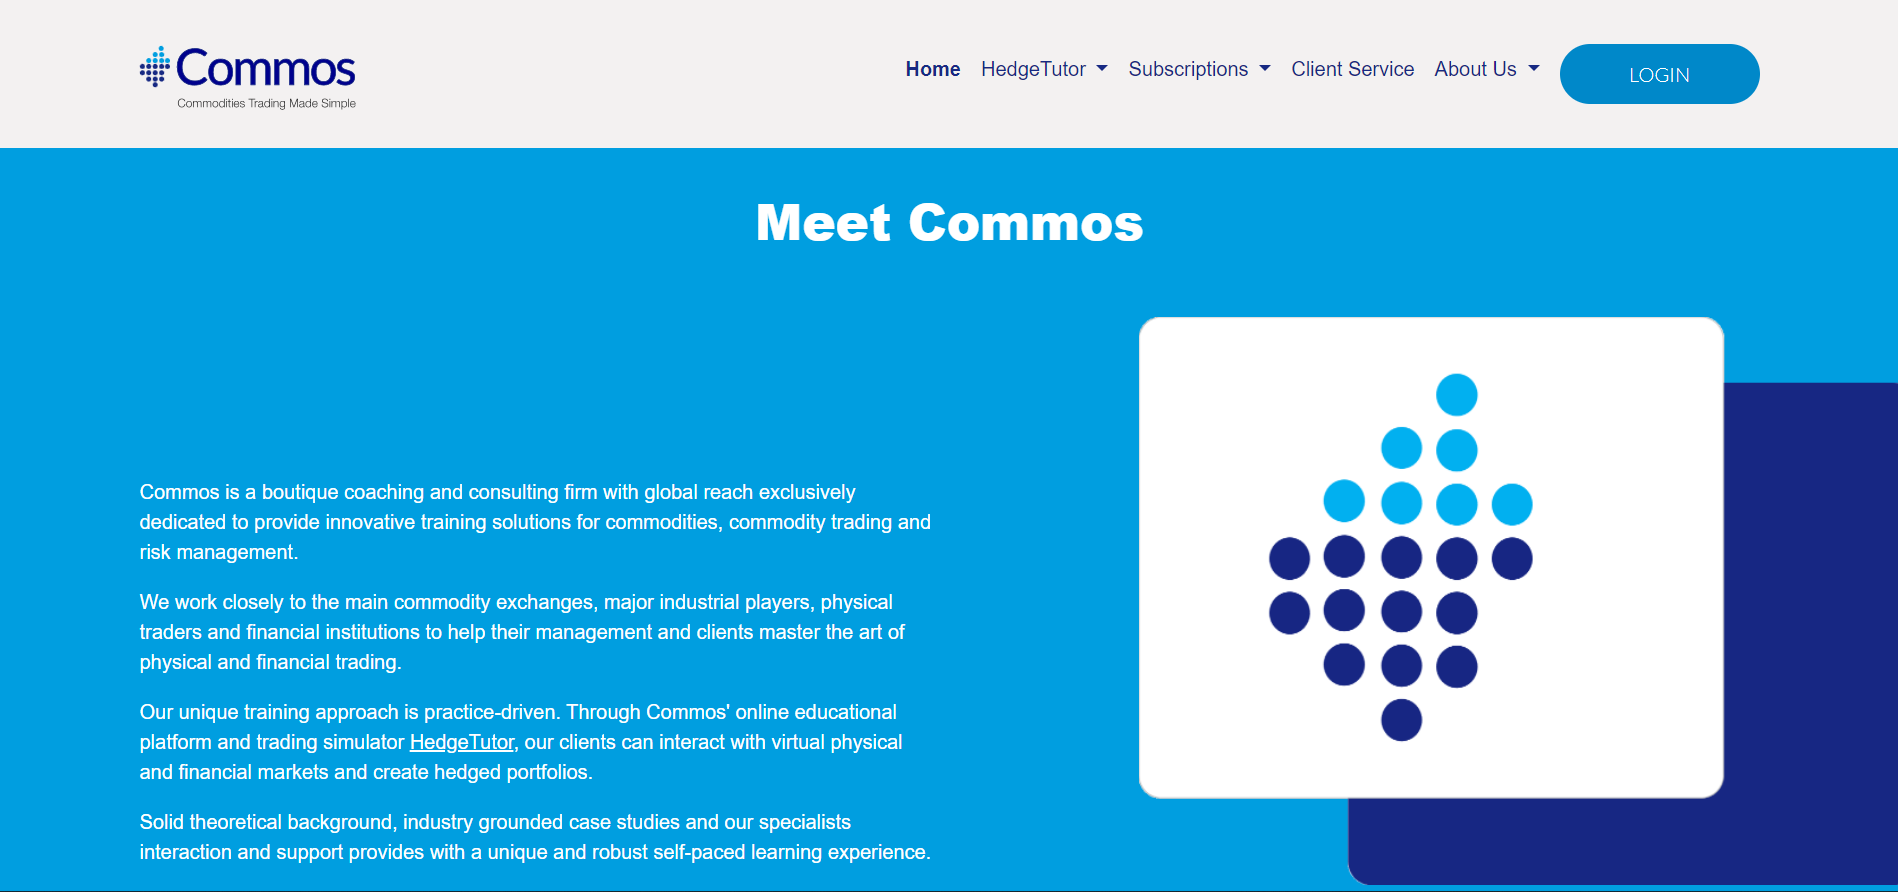 Commos
Commodities Trading Made Simple
Home HedgeTutor Subscriptions Client Service About Us LOGIN
Meet Commos
Commos is a boutique coaching and consulting firm with global reach exclusively
dedicated to provide innovative training solutions for commodities, commodity trading and
risk management.
We work closely to the main commodity exchanges, major industrial players, physical
traders and financial institutions to help their management and clients master the art of
physical and financial trading.
Our unique training approach is practice-driven. Through Commos' online educational
platform and trading simulator HedgeTutor, our clients can interact with virtual physical
and financial markets and create hedged portfolios.
Solid theoretical background, industry grounded case studies and our specialists
interaction and support provides with a unique and robust self-paced learning experience.